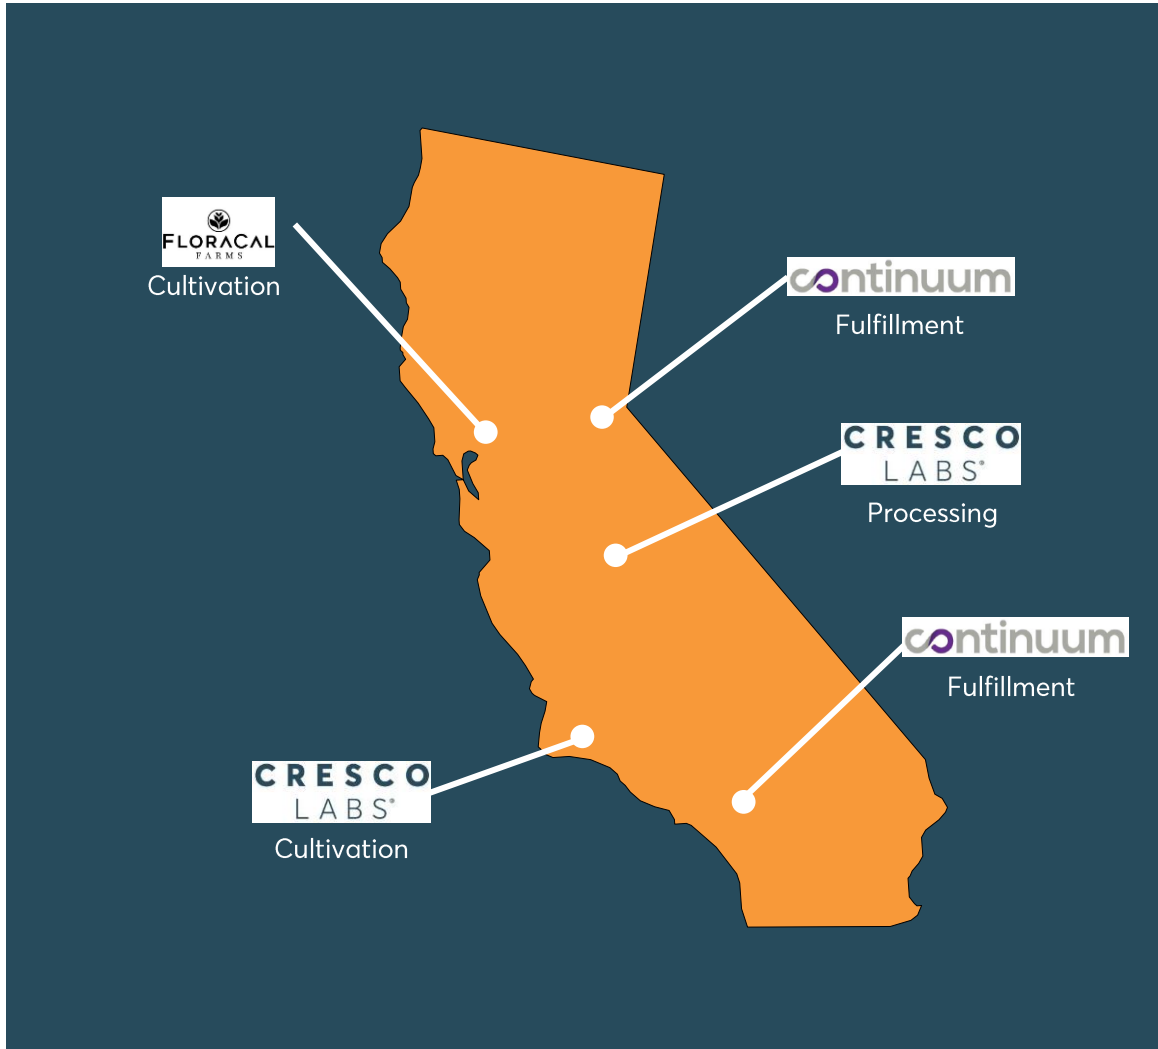 FLORACAL
FARMS
Cultivation
continuum
Fulfillment
CRESCO
LABS®
Processing
continuum
Fulfillment
CRESCO
LABS®
Cultivation